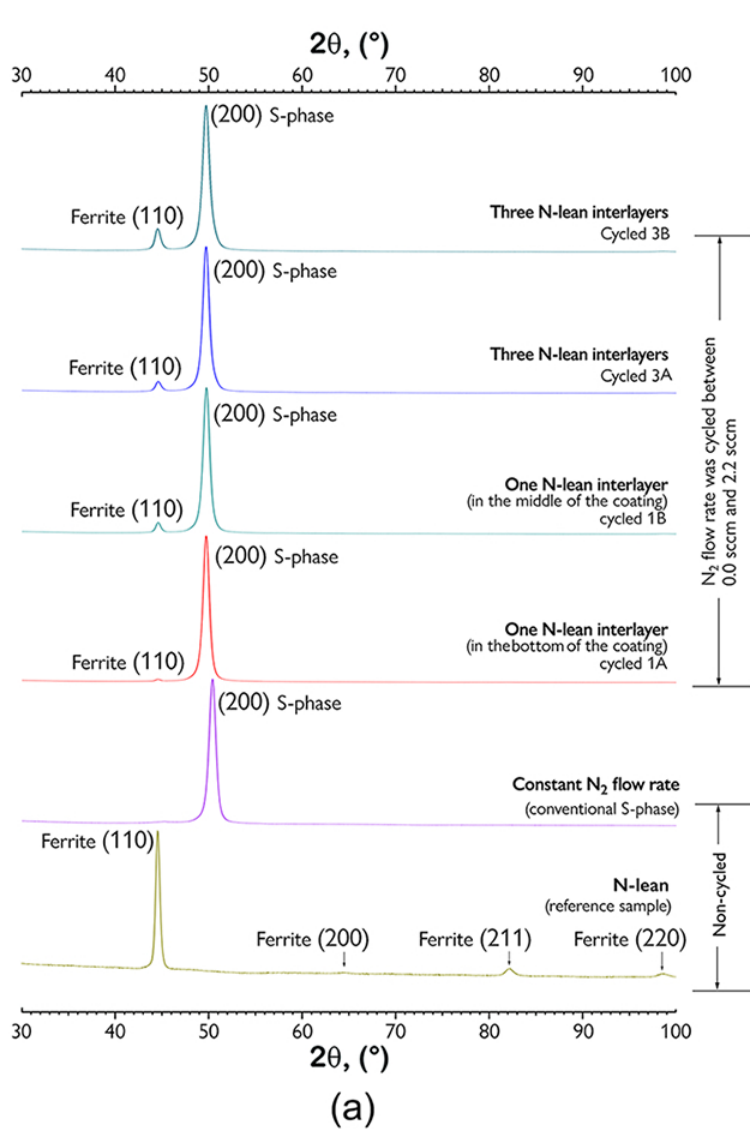 2θ, (°)
30 40 50 60 70 80 90 100
(200) S-phase
Ferrite (110)
Three N-lean interlayers
Cycled 3B
(200) S-phase
Ferrite (110)
Three N-lean interlayers
Cycled 3A
(200) S-phase
Ferrite (110)
One N-lean interlayer
(in the middle of the coating)
cycled 1B
(200) S-phase
Ferrite (110)
One N-lean interlayer
(in the bottom of the coating)
cycled 1A
N₂ flow rate was cycled between
0.0 sccm and 2.2 sccm
(200) S-phase
Constant N₂ flow rate
(conventional S-phase)
Ferrite (110)
N-lean
(reference sample)
Ferrite (200) Ferrite (211) Ferrite (220)
Non-cycled
30 40 50 60 70 80 90 100
2θ, (°)
(a)